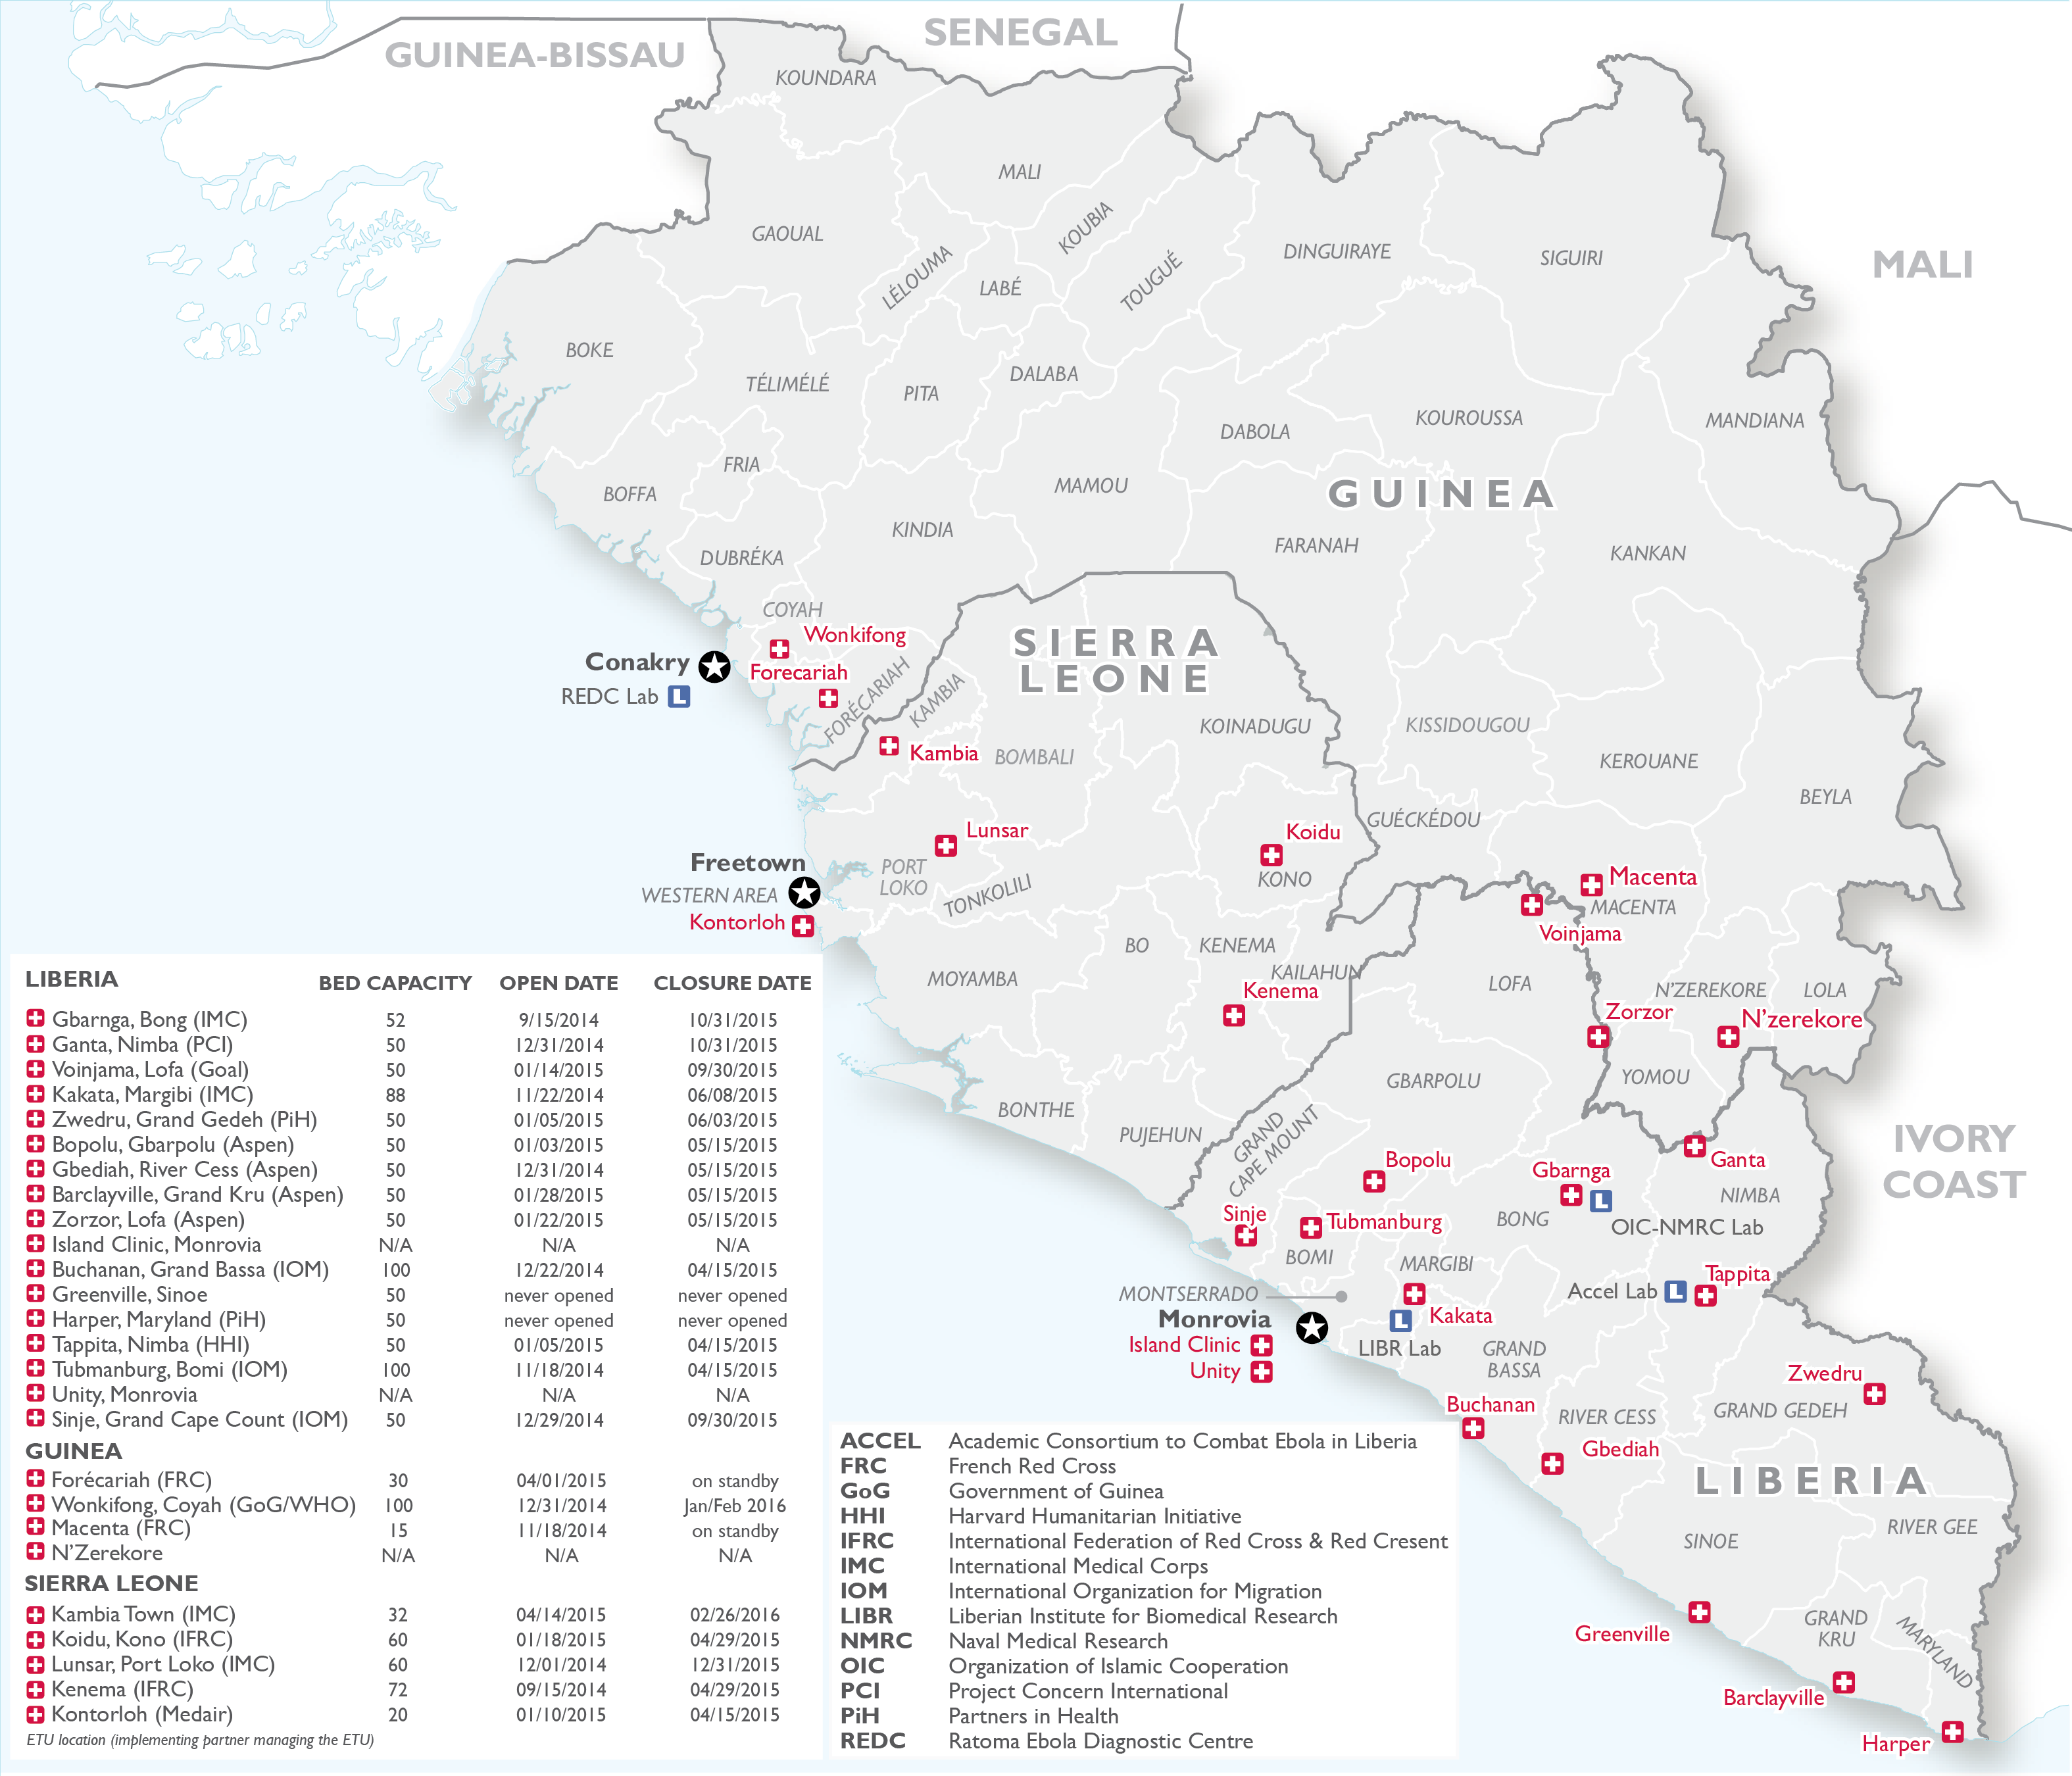 GUINEA-BISSAU
SENEGAL
KOUNDARA
MALI
GAOUAL
KOUBIA
LÉLOUMA
LABÉ
TOUGUÉ
DINGUIRAYE
SIGUIRI
MALI
BOKE
TÉLIMÉLÉ
PITA
DALABA
DABOLA
KOUROUSSA
MANDIANA
FRIA
BOFFA
MAMOU
GUINEA
KINDIA
DUBRÉKA
FARANAH
KANKAN
COYAH
Wonkifong
Conakry
Forecariah
REDC Lab
FORÉCARIAH
KAMBIA
SIERRA
LEONE
KOINADUGU
KISSIDOUGOU
Kambia
BOMBALI
KEROUANE
BEYLA
GUÉCKÉDOU
Lunsar
Koidu
Freetown
PORT
LOKO
KONO
Macenta
WESTERN AREA
TONKOLILI
MACENTA
Kontorloh
Voinjama
BO
KENEMA
KAILAHUN
MOYAMBA
Kenema
LOFA
N'ZEREKORE
LOLA
Zorzor
N'zerekore
YOMOU
GBARPOLU
BONTHE
PUJEHUN
GRAND
CAPE MOUNT
IVORY
COAST
Bopolu
Gbarnga
Ganta
NIMBA
Sinje
Tubmanburg
BONG
L
OIC-NMRC Lab
BOMI
MARGIBI
MONTSERRADO
Accel Lab
L
Tappita
Monrovia
Kakata
L
LIBR Lab
Island Clinic
Unity
GRAND
BASSA
Zwedru
Buchanan
RIVER CESS
GRAND GEDEH
Gbediah
LIBERIA
SINOE
RIVER GEE
Greenville
GRAND
KRU
MARYLAND
Barclayville
Harper
L
LIBERIA BED CAPACITY OPEN DATE CLOSURE DATE
Gbarnga, Bong (IMC) 52 9/15/2014 10/31/2015
Ganta, Nimba (PCI) 50 12/31/2014 10/31/2015
Voinjama, Lofa (Goal) 50 01/14/2015 09/30/2015
Kakata, Margibi (IMC) 88 11/22/2014 06/08/2015
Zwedru, Grand Gedeh (PiH) 50 01/05/2015 06/03/2015
Bopolu, Gbarpolu (Aspen) 50 01/03/2015 05/15/2015
Gbediah, River Cess (Aspen) 50 12/31/2014 05/15/2015
Barclayville, Grand Kru (Aspen) 50 01/28/2015 05/15/2015
Zorzor, Lofa (Aspen) 50 01/22/2015 05/15/2015
Island Clinic, Monrovia N/A N/A N/A
Buchanan, Grand Bassa (IOM) 100 12/22/2014 04/15/2015
Greenville, Sinoe 50 never opened never opened
Harper, Maryland (PiH) 50 never opened never opened
Tappita, Nimba (HHI) 50 01/05/2015 04/15/2015
Tubmanburg, Bomi (IOM) 100 11/18/2014 04/15/2015
Unity, Monrovia N/A N/A N/A
Sinje, Grand Cape Count (IOM) 50 12/29/2014 09/30/2015
GUINEA
Forécariah (FRC) 30 04/01/2015 on standby
Wonkifong, Coyah (GoG/WHO) 100 12/31/2014 Jan/Feb 2016
Macenta (FRC) 15 11/18/2014 on standby
N'Zerekore N/A N/A N/A
SIERRA LEONE
Kambia Town (IMC) 32 04/14/2015 02/26/2016
Koidu, Kono (IFRC) 60 01/18/2015 04/29/2015
Lunsar, Port Loko (IMC) 60 12/01/2014 12/31/2015
Kenema (IFRC) 72 09/15/2014 04/29/2015
Kontorloh (Medair) 20 01/10/2015 04/15/2015
ETU location (implementing partner managing the ETU)
ACCEL Academic Consortium to Combat Ebola in Liberia
FRC French Red Cross
GoG Government of Guinea
HHI Harvard Humanitarian Initiative
IFRC International Federation of Red Cross & Red Cresent
IMC International Medical Corps
IOM International Organization for Migration
LIBR Liberian Institute for Biomedical Research
NMRC Naval Medical Research
OIC Organization of Islamic Cooperation
PCI Project Concern International
PiH Partners in Health
REDC Ratoma Ebola Diagnostic Centre